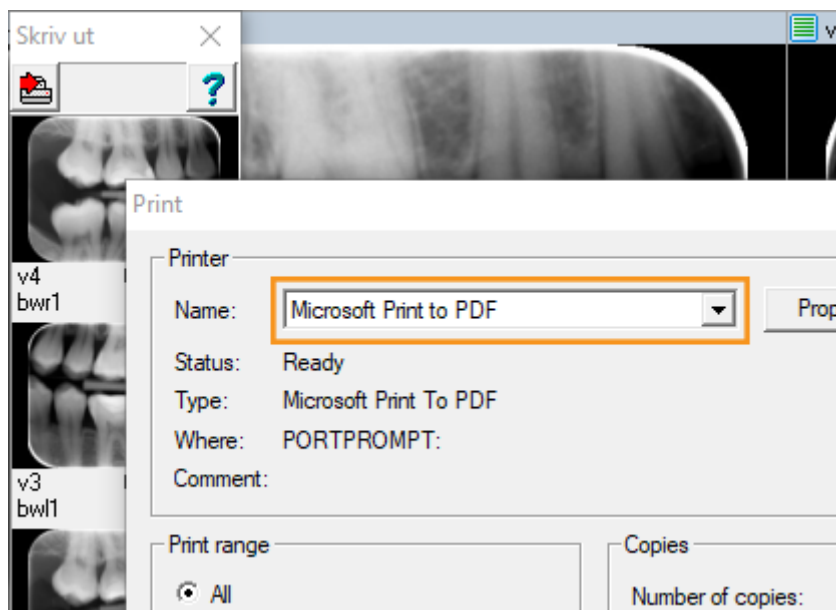 Skriv ut
v4
bwr1
v3
bwl1
Print
Printer
Name:
Microsoft Print to PDF
Status:
Ready
Type:
Microsoft Print To PDF
Where:
PORTPROMPT:
Comment:
Print range
All
Copies
Number of copies: